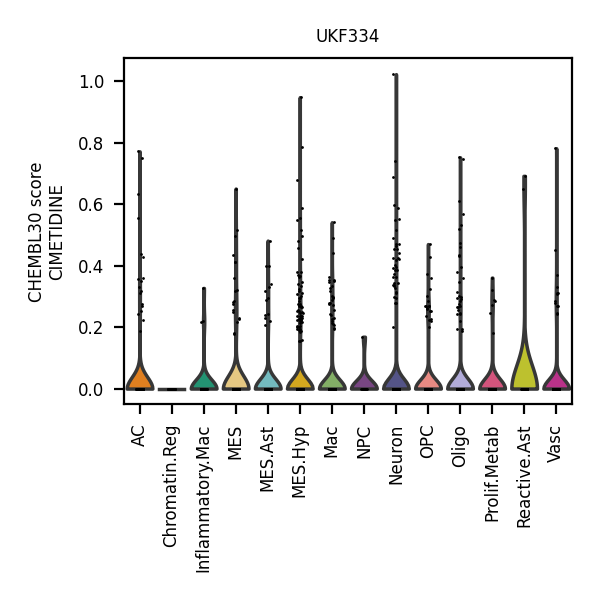 UKF334
CHEMBL30 score
CIMETIDINE
1.0
0.8
0.6
0.4
0.2
0.0
AC
Chromatin.Reg
Inflammatory.Mac
MES
MES.Ast
MES.Hyp
Mac
NPC
Neuron
OPC
Oligo
Prolif.Metab
Reactive.Ast
Vasc